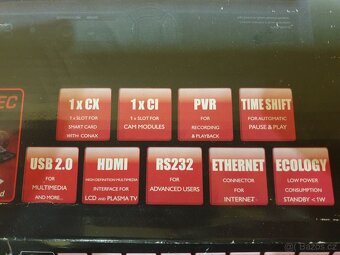 EC
1 x CX
1 x SLOT FOR
SMART CARD
WITH CONAX
1 x CI
1 x SLOT FOR
CAM MODULES
PVR
FOR
RECORDING
& PLAYBACK
TIME SHIFT
FOR AUTOMATIC
PAUSE & PLAY
USB 2.0
FOR
MULTIMEDIA
AND MORE...
HDMI
HIGH DEFINITION MULTIMEDIA
INTERFACE FOR
LCD and PLASMA TV
RS232
FOR
ADVANCED USERS
ETHERNET
CONNECTOR
FOR
INTERNET
ECOLOGY
LOW POWER
CONSUMPTION
STANDBY <1W